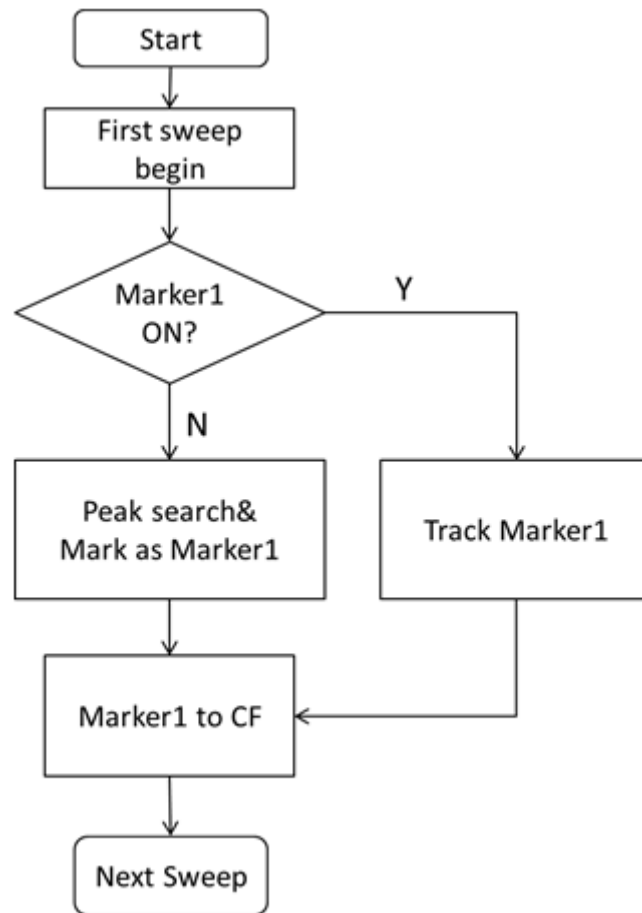 Start
First sweep
begin
Marker1
ON?
Y
N
Peak search&
Mark as Marker1
Track Marker1
Marker1 to CF
Next Sweep